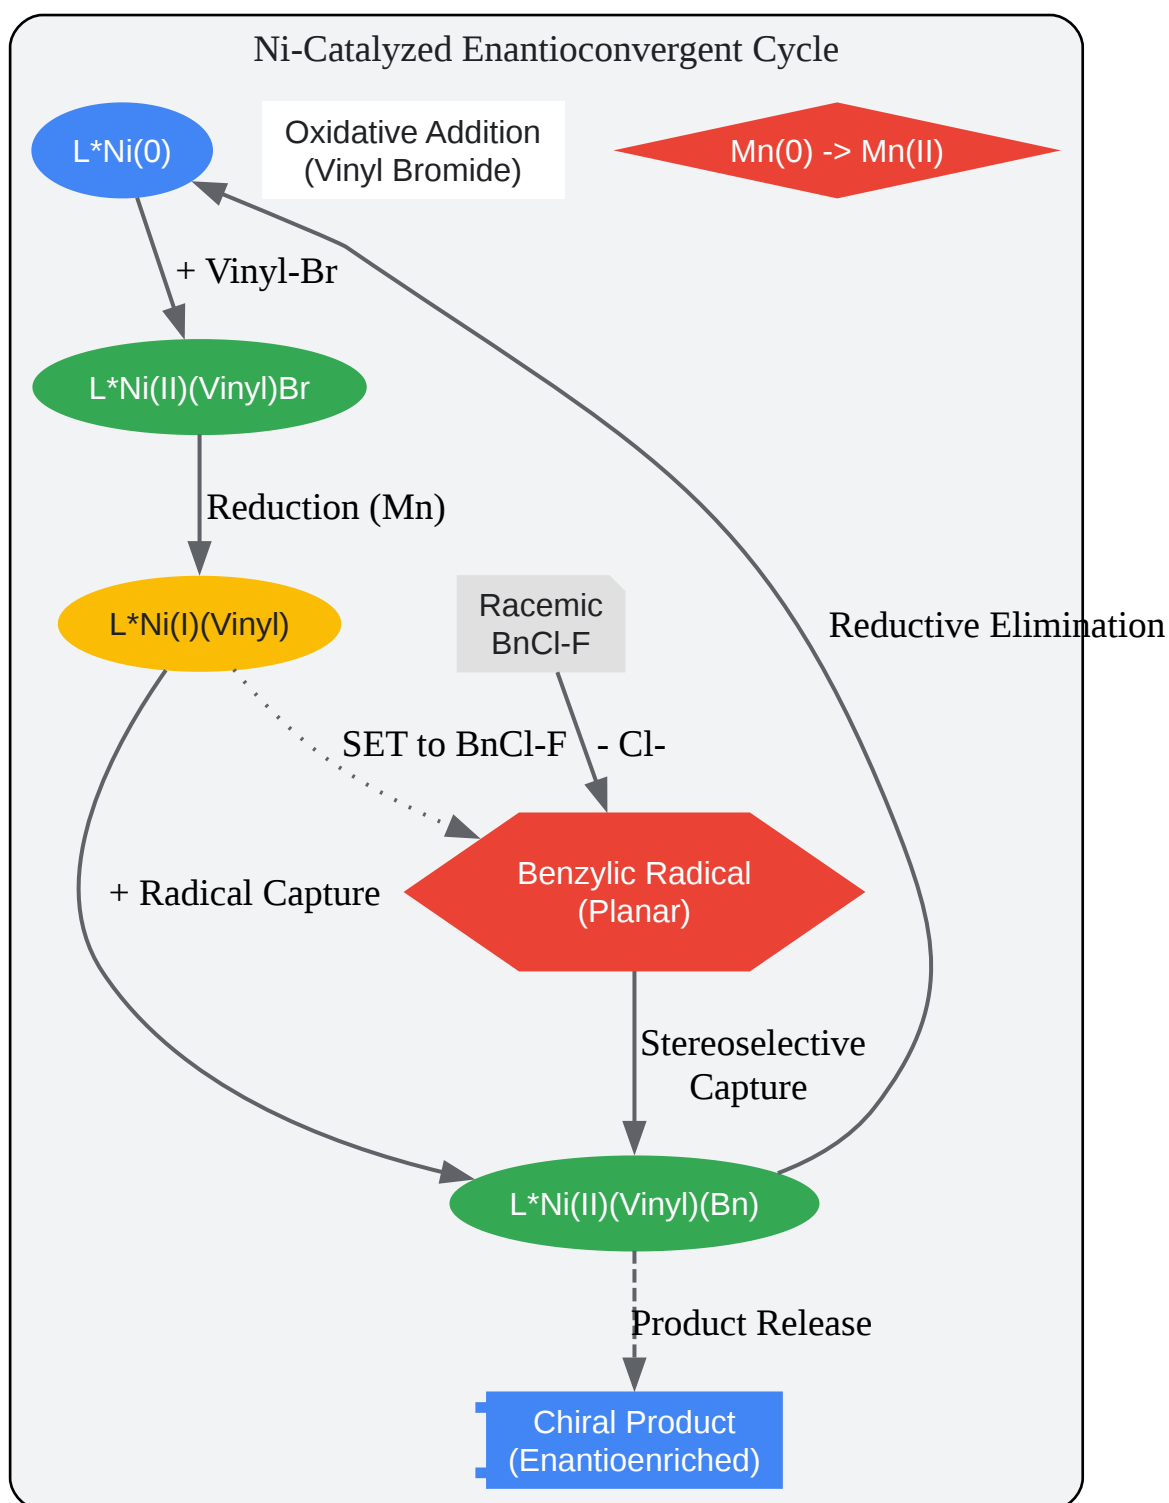 Ni-Catalyzed Enantioconvergent Cycle
L*Ni(0)
Oxidative Addition
(Vinyl Bromide)
Mn(0) -> Mn(II)
+ Vinyl-Br
L*Ni(II)(Vinyl)Br
Reduction (Mn)
L*Ni(I)(Vinyl)
Racemic
BnCl-F
Reductive Elimination
SET to BnCl-F
- Cl-
+ Radical Capture
Benzylic Radical
(Planar)
Stereoselective
Capture
L*Ni(II)(Vinyl)(Bn)
Product Release
Chiral Product
(Enantioenriched)